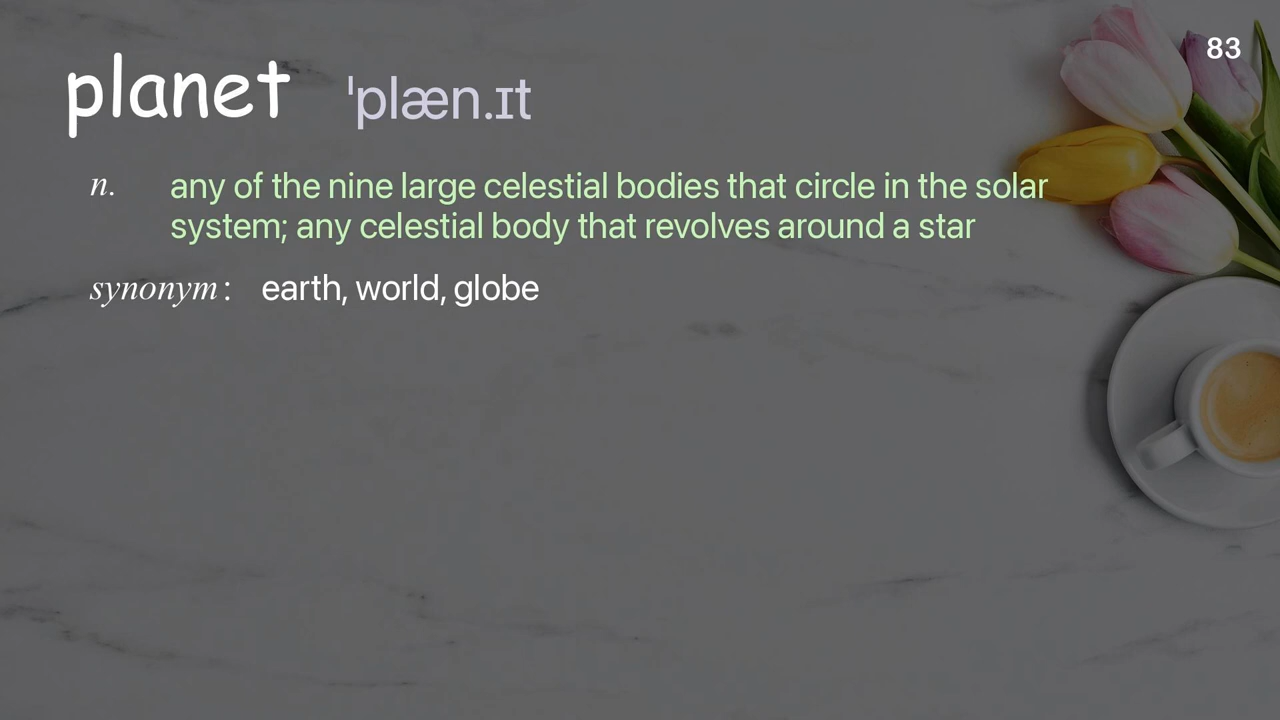 83
planet ˈplæn.ɪt
n. any of the nine large celestial bodies that circle in the solar
system; any celestial body that revolves around a star
synonym: earth, world, globe